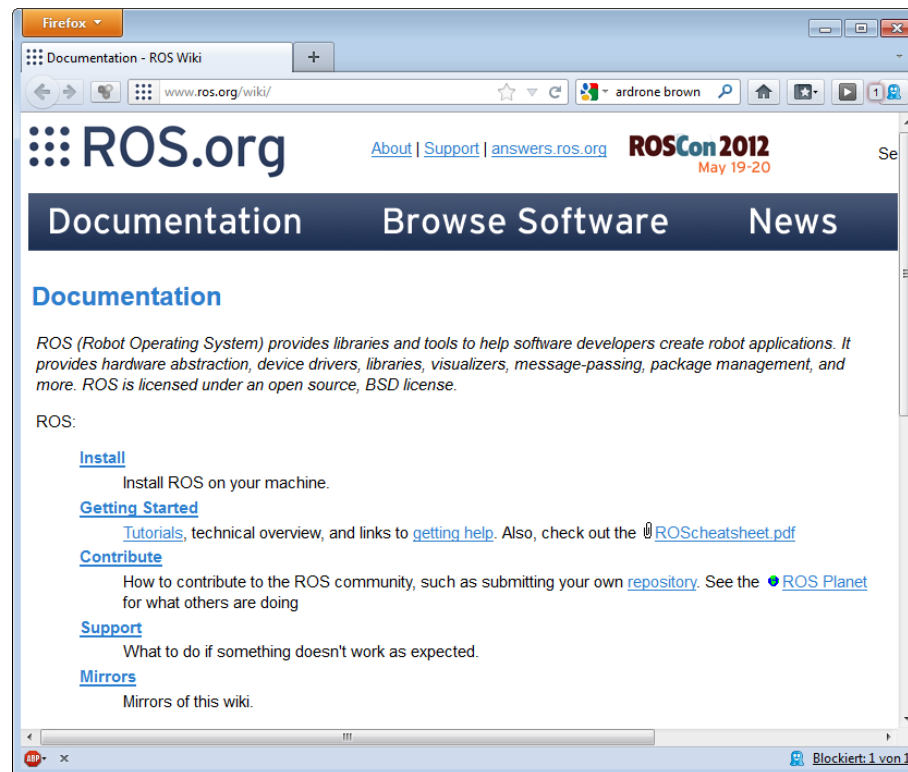 Firefox
Documentation - ROS Wiki
www.ros.org/wiki/
ardrone brown
1
ROS.org
About | Support | answers.ros.org
ROSCon 2012
May 19-20
Se
Documentation Browse Software News
Documentation
ROS (Robot Operating System) provides libraries and tools to help software developers create robot applications. It
provides hardware abstraction, device drivers, libraries, visualizers, message-passing, package management, and
more. ROS is licensed under an open source, BSD license.
ROS:
Install
Install ROS on your machine.
Getting Started
Tutorials, technical overview, and links to getting help. Also, check out the ROScheatsheet.pdf
Contribute
How to contribute to the ROS community, such as submitting your own repository. See the ROS Planet
for what others are doing
Support
What to do if something doesn't work as expected.
Mirrors
Mirrors of this wiki.
ABP
Blockiert: 1 von 1